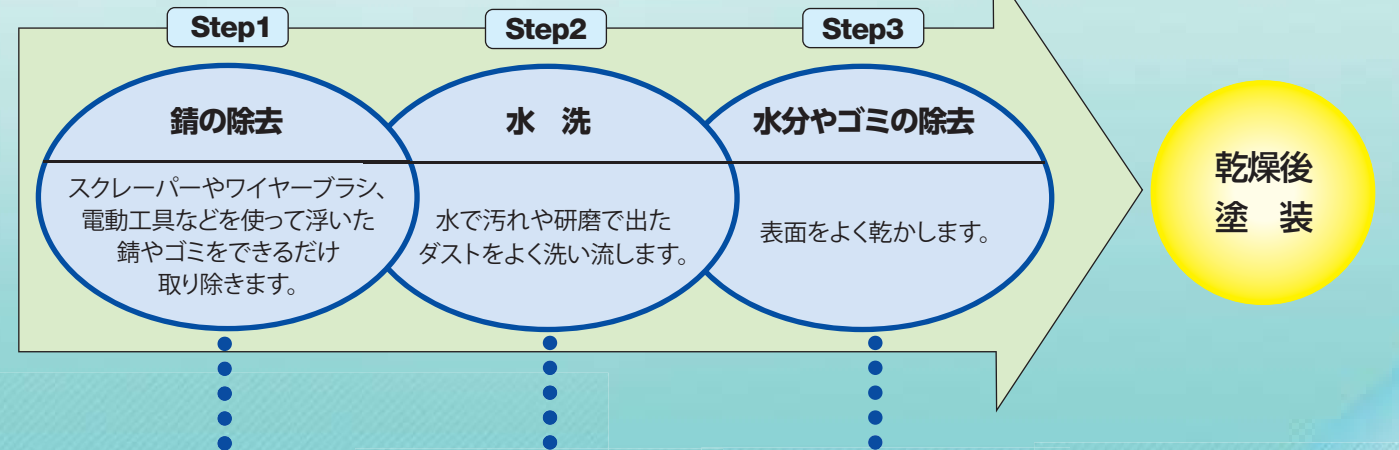 Step1
錆の除去
スクレーパーやワイヤーブラシ、
電動工具などを使って浮いた
錆やゴミをできるだけ
取り除きます。
Step2
水　洗
水で汚れや研磨で出た
ダストをよく洗い流します。
Step3
水分やゴミの除去
表面をよく乾かします。
乾燥後
塗　装